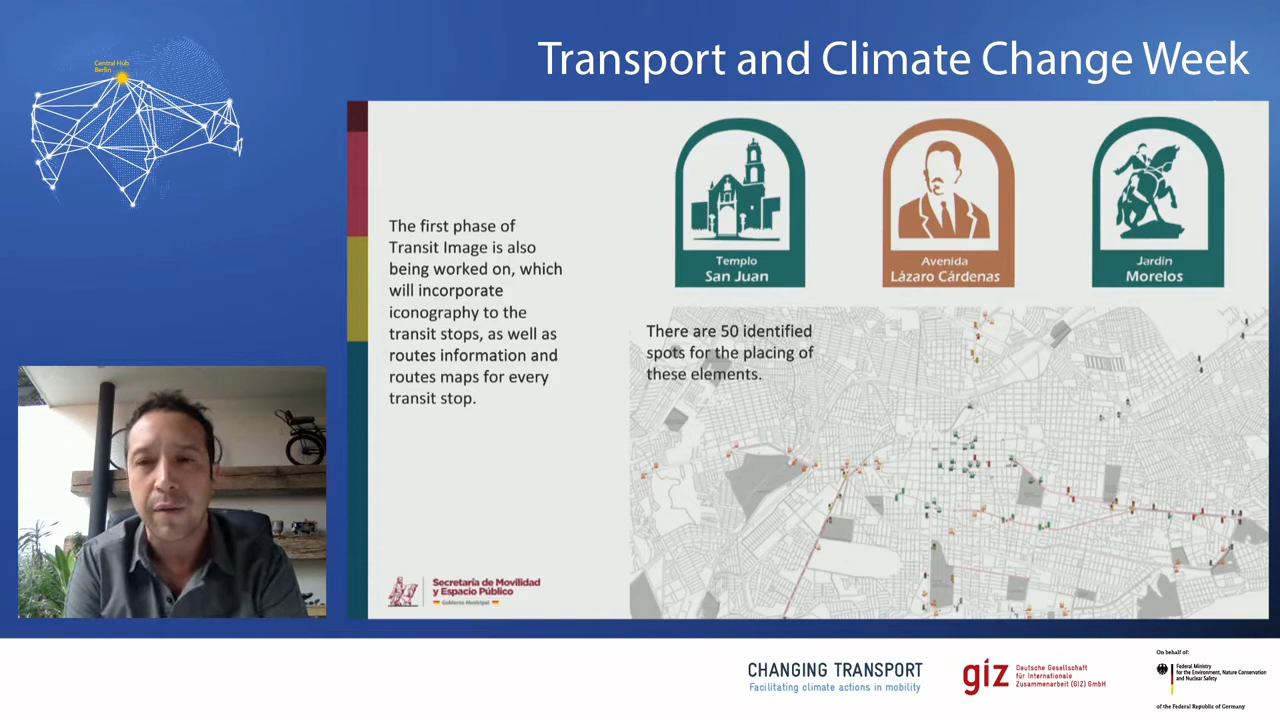 Central Hub
Berlin
Transport and Climate Change Week
The first phase of
Transit Image is also
being worked on, which
will incorporate
iconography to the
transit stops, as well as
routes information and
routes maps for every
transit stop.
Templo
San Juan
Avenida
Lázaro Cárdenas
Jardín
Morelos
There are 50 identified
spots for the placing of
these elements.
Secretaría de Movilidad
y Espacio Público
Gobierno Municipal
CHANGING TRANSPORT
Facilitating climate actions in mobility
giz
Deutsche Gesellschaft
für Internationale
Zusammenarbeit (GIZ) GmbH
On behalf of:
Federal Ministry
for the Environment, Nature Conservation
and Nuclear Safety
of the Federal Republic of Germany